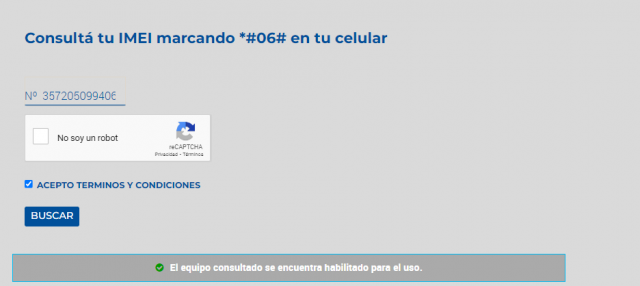 Consultá tu IMEI marcando *#06# en tu celular
Nº 357205099406
No soy un robot
reCAPTCHA
Privacidad - Términos
ACEPTO TERMINOS Y CONDICIONES
BUSCAR
El equipo consultado se encuentra habilitado para el uso.